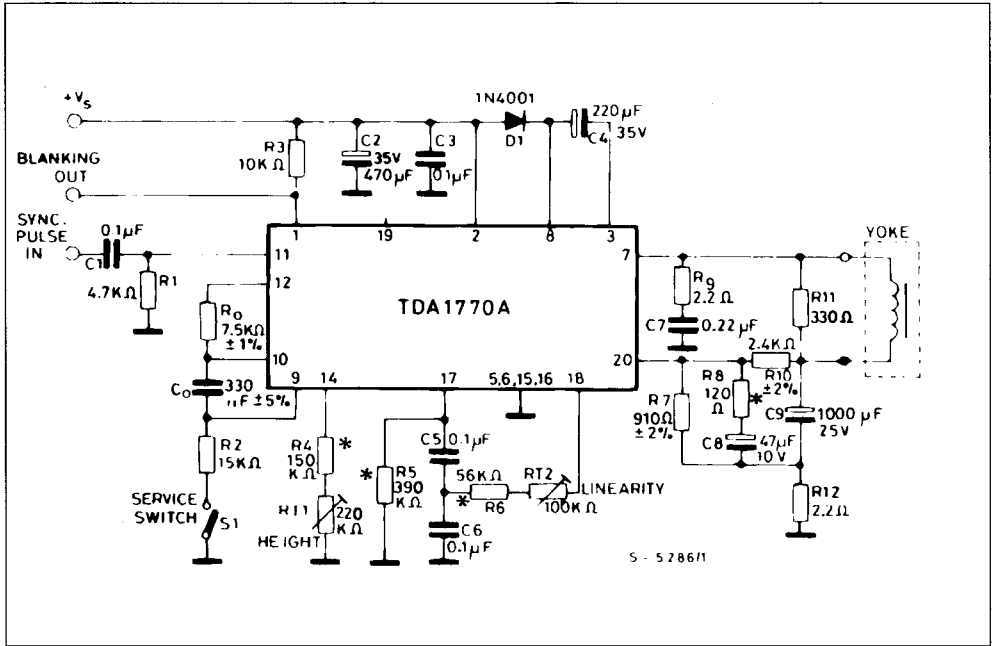 +Vs
BLANKING
OUT
SYNC.
PULSE
IN
0.1µF
C1
R1
4.7KΩ
R3
10KΩ
C2
35V
470µF
C3
0.1µF
1N4001
D1
220µF
C4
35V
1
19
2
8
3
11
12
10
9
14
17
5,6,15,16
18
7
20
TDA1770A
Ro
7.5KΩ
±1%
Co
330
nF ±5%
R2
15KΩ
SERVICE
SWITCH
S1
*
R4
150
KΩ
RT1
220
KΩ
HEIGHT
*
R5
390
KΩ
C5
0.1µF
*
56KΩ
R6
RT2
100KΩ
LINEARITY
C6
0.1µF
R9
2.2Ω
C7
0.22µF
R11
330Ω
YOKE
2.4KΩ
R10
±2%
R8
120
Ω
*
R7
910Ω
±2%
C8
47µF
10V
C9
1000µF
25V
R12
2.2Ω
S - 5286/1